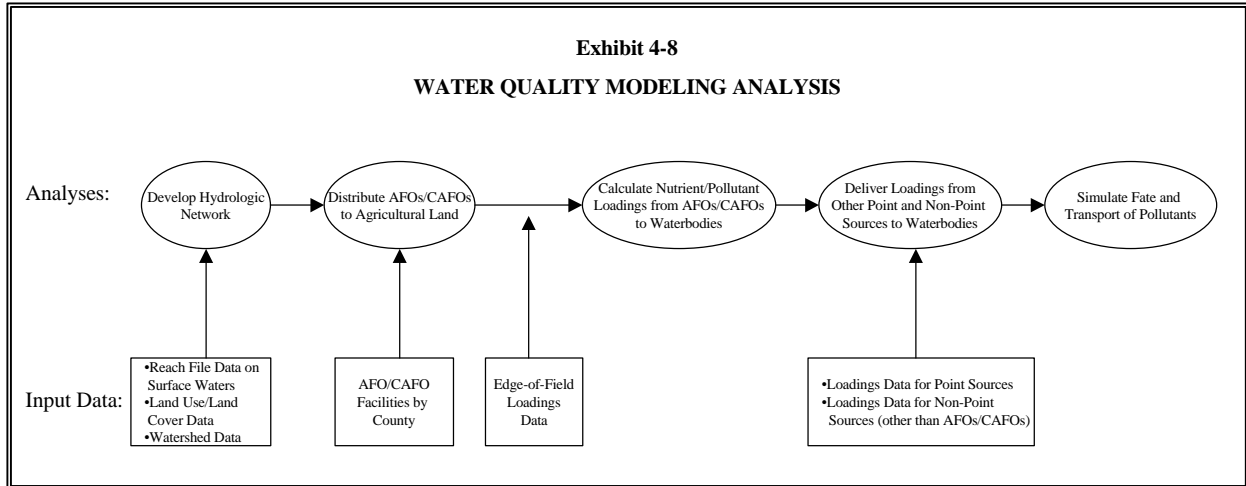 Exhibit 4-8
WATER QUALITY MODELING ANALYSIS
Analyses:
Develop Hydrologic
Network
Distribute AFOs/CAFOs
to Agricultural Land
Calculate Nutrient/Pollutant
Loadings from AFOs/CAFOs
to Waterbodies
Deliver Loadings from
Other Point and Non-Point
Sources to Waterbodies
Simulate Fate and
Transport of Pollutants
Input Data:
•Reach File Data on
Surface Waters
•Land Use/Land
Cover Data
•Watershed Data
AFO/CAFO
Facilities by
County
Edge-of-Field
Loadings
Data
•Loadings Data for Point Sources
•Loadings Data for Non-Point
Sources (other than AFOs/CAFOs)